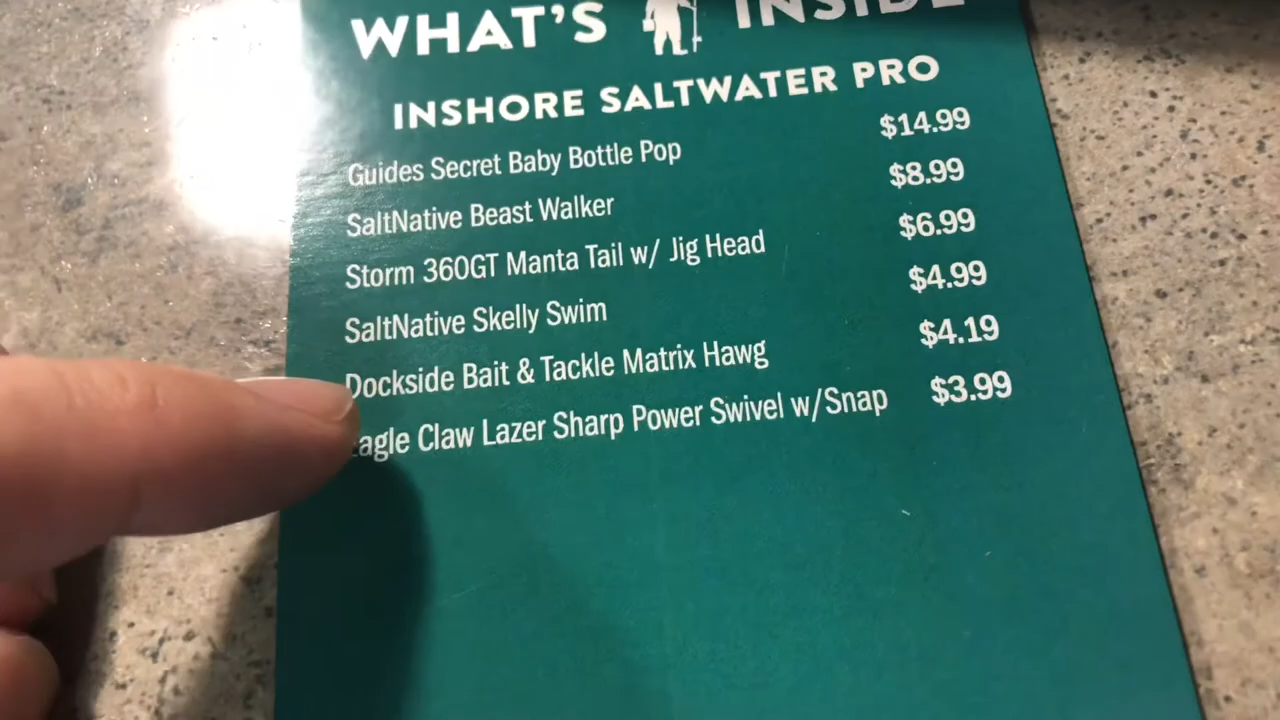 WHAT'S INSIDE
INSHORE SALTWATER PRO
Guides Secret Baby Bottle Pop $14.99
SaltNative Beast Walker $8.99
Storm 360GT Manta Tail w/ Jig Head $6.99
SaltNative Skelly Swim $4.99
Dockside Bait & Tackle Matrix Hawg $4.19
Eagle Claw Lazer Sharp Power Swivel w/Snap $3.99